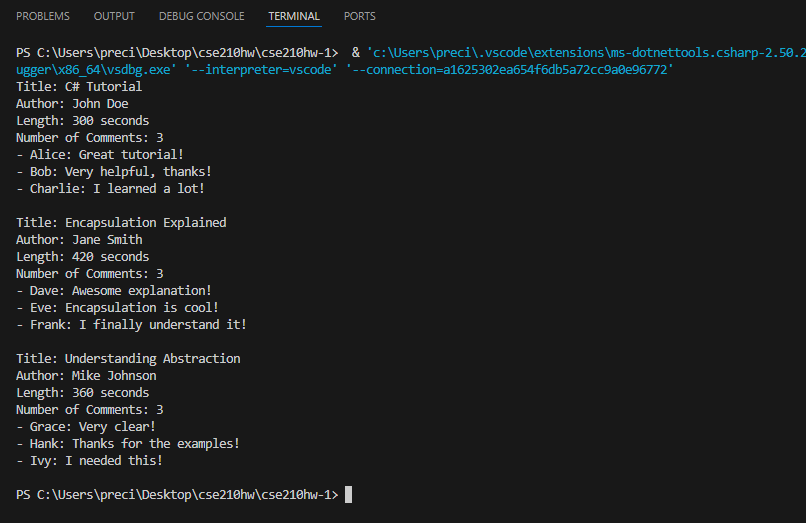 PROBLEMS OUTPUT DEBUG CONSOLE TERMINAL PORTS
PS C:\Users\preci\Desktop\cse210hw\cse210hw-1>  & 'c:\Users\preci\.vscode\extensions\ms-dotnettools.csharp-2.50.2
ugger\x86_64\vsdbg.exe' '--interpreter=vscode' '--connection=a1625302ea654f6db5a72cc9a0e96772'
Title: C# Tutorial
Author: John Doe
Length: 300 seconds
Number of Comments: 3
- Alice: Great tutorial!
- Bob: Very helpful, thanks!
- Charlie: I learned a lot!

Title: Encapsulation Explained
Author: Jane Smith
Length: 420 seconds
Number of Comments: 3
- Dave: Awesome explanation!
- Eve: Encapsulation is cool!
- Frank: I finally understand it!

Title: Understanding Abstraction
Author: Mike Johnson
Length: 360 seconds
Number of Comments: 3
- Grace: Very clear!
- Hank: Thanks for the examples!
- Ivy: I needed this!

PS C:\Users\preci\Desktop\cse210hw\cse210hw-1>